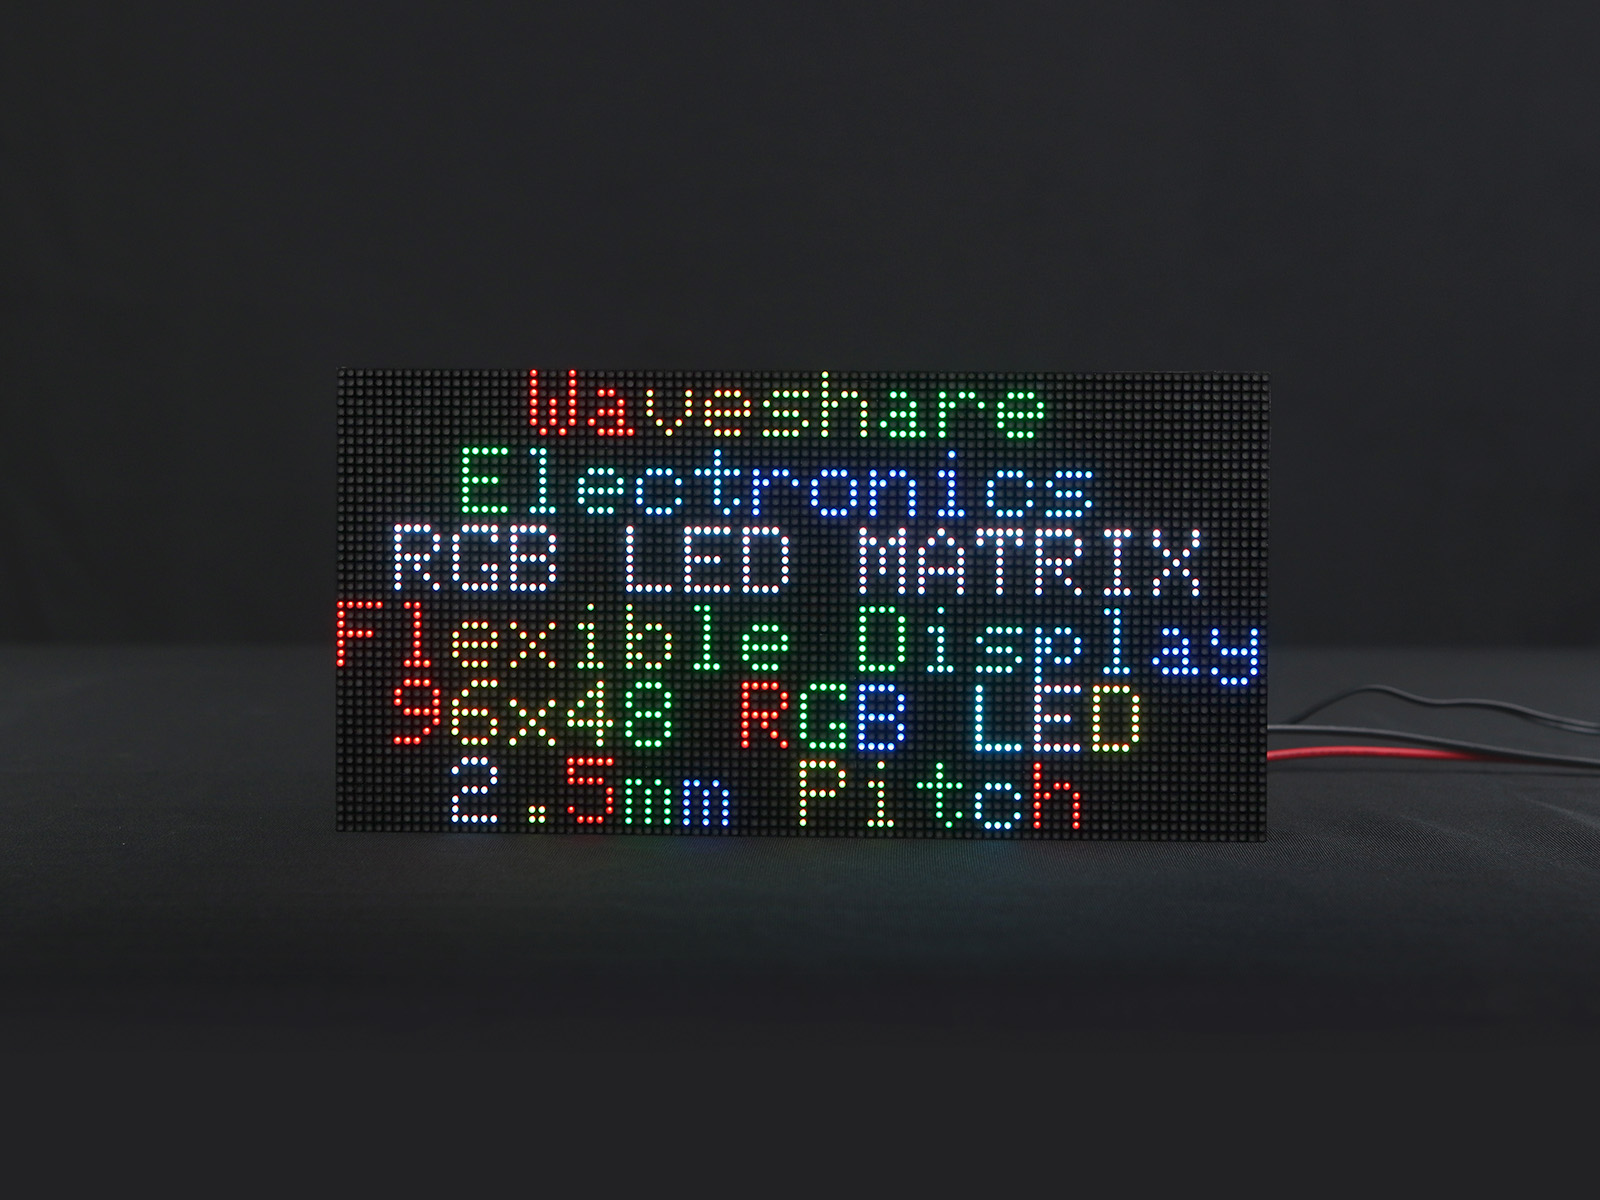 Waveshare
Electronics
RGB LED MATRIX
Flexible Display
96x48 RGB LED
2.5mm Pitch